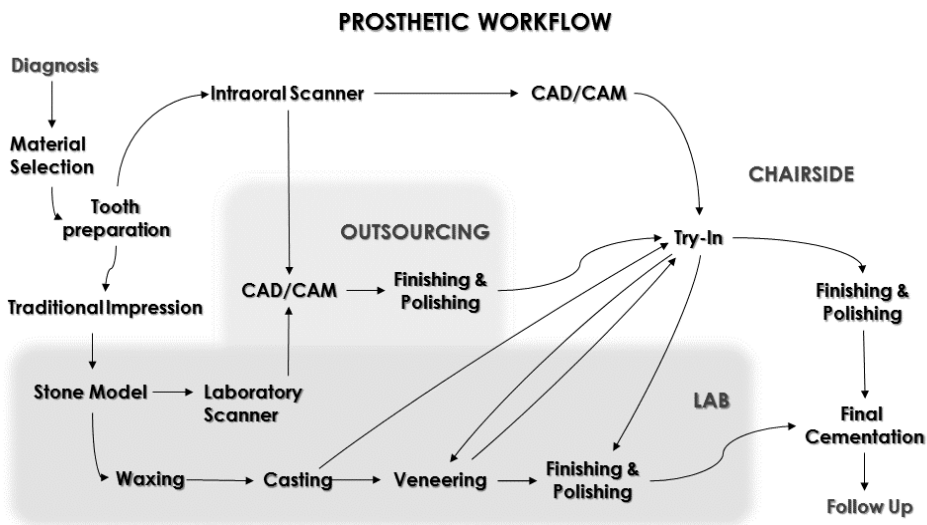 PROSTHETIC WORKFLOW
Diagnosis
Intraoral Scanner
CAD/CAM
Material
Selection
CHAIRSIDE
Tooth
preparation
OUTSOURCING
Try-In
CAD/CAM
Finishing &
Polishing
Finishing &
Polishing
Traditional Impression
Stone Model
Laboratory
Scanner
LAB
Final
Cementation
Waxing
Casting
Veneering
Finishing &
Polishing
Follow Up